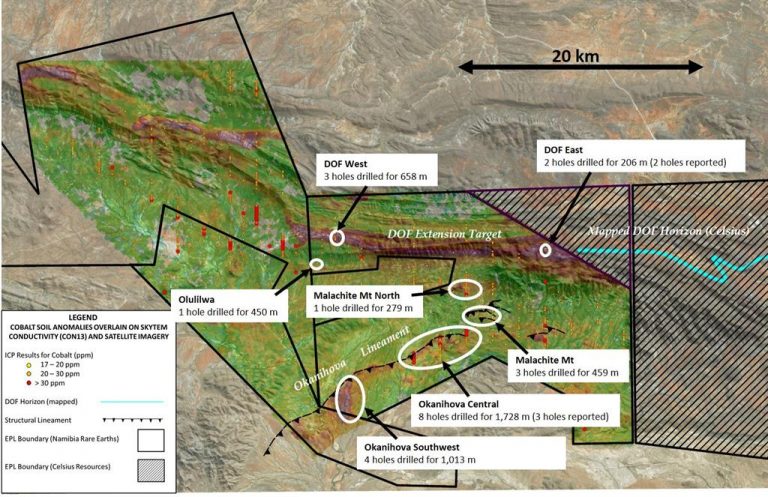 20 km
DOF West
3 holes drilled for 658 m
DOF East
2 holes drilled for 206 m (2 holes reported)
DOF Extension Target
Mapped DOF Horizon (Celsius)
Olulilwa
1 hole drilled for 450 m
Malachite Mt North
1 hole drilled for 279 m
Okanihova Lineament
Malachite Mt
3 holes drilled for 459 m
Okanihova Central
8 holes drilled for 1,728 m (3 holes reported)
Okanihova Southwest
4 holes drilled for 1,013 m
LEGEND
COBALT SOIL ANOMALIES OVERLAIN ON SKYTEM
CONDUCTIVITY (CON13) AND SATELLITE IMAGERY
ICP Results for Cobalt (ppm)
17 – 20 ppm
20 – 30 ppm
> 30 ppm
DOF Horizon (mapped)
Structural Lineament
EPL Boundary (Namibia Rare Earths)
EPL Boundary (Celsius Resources)